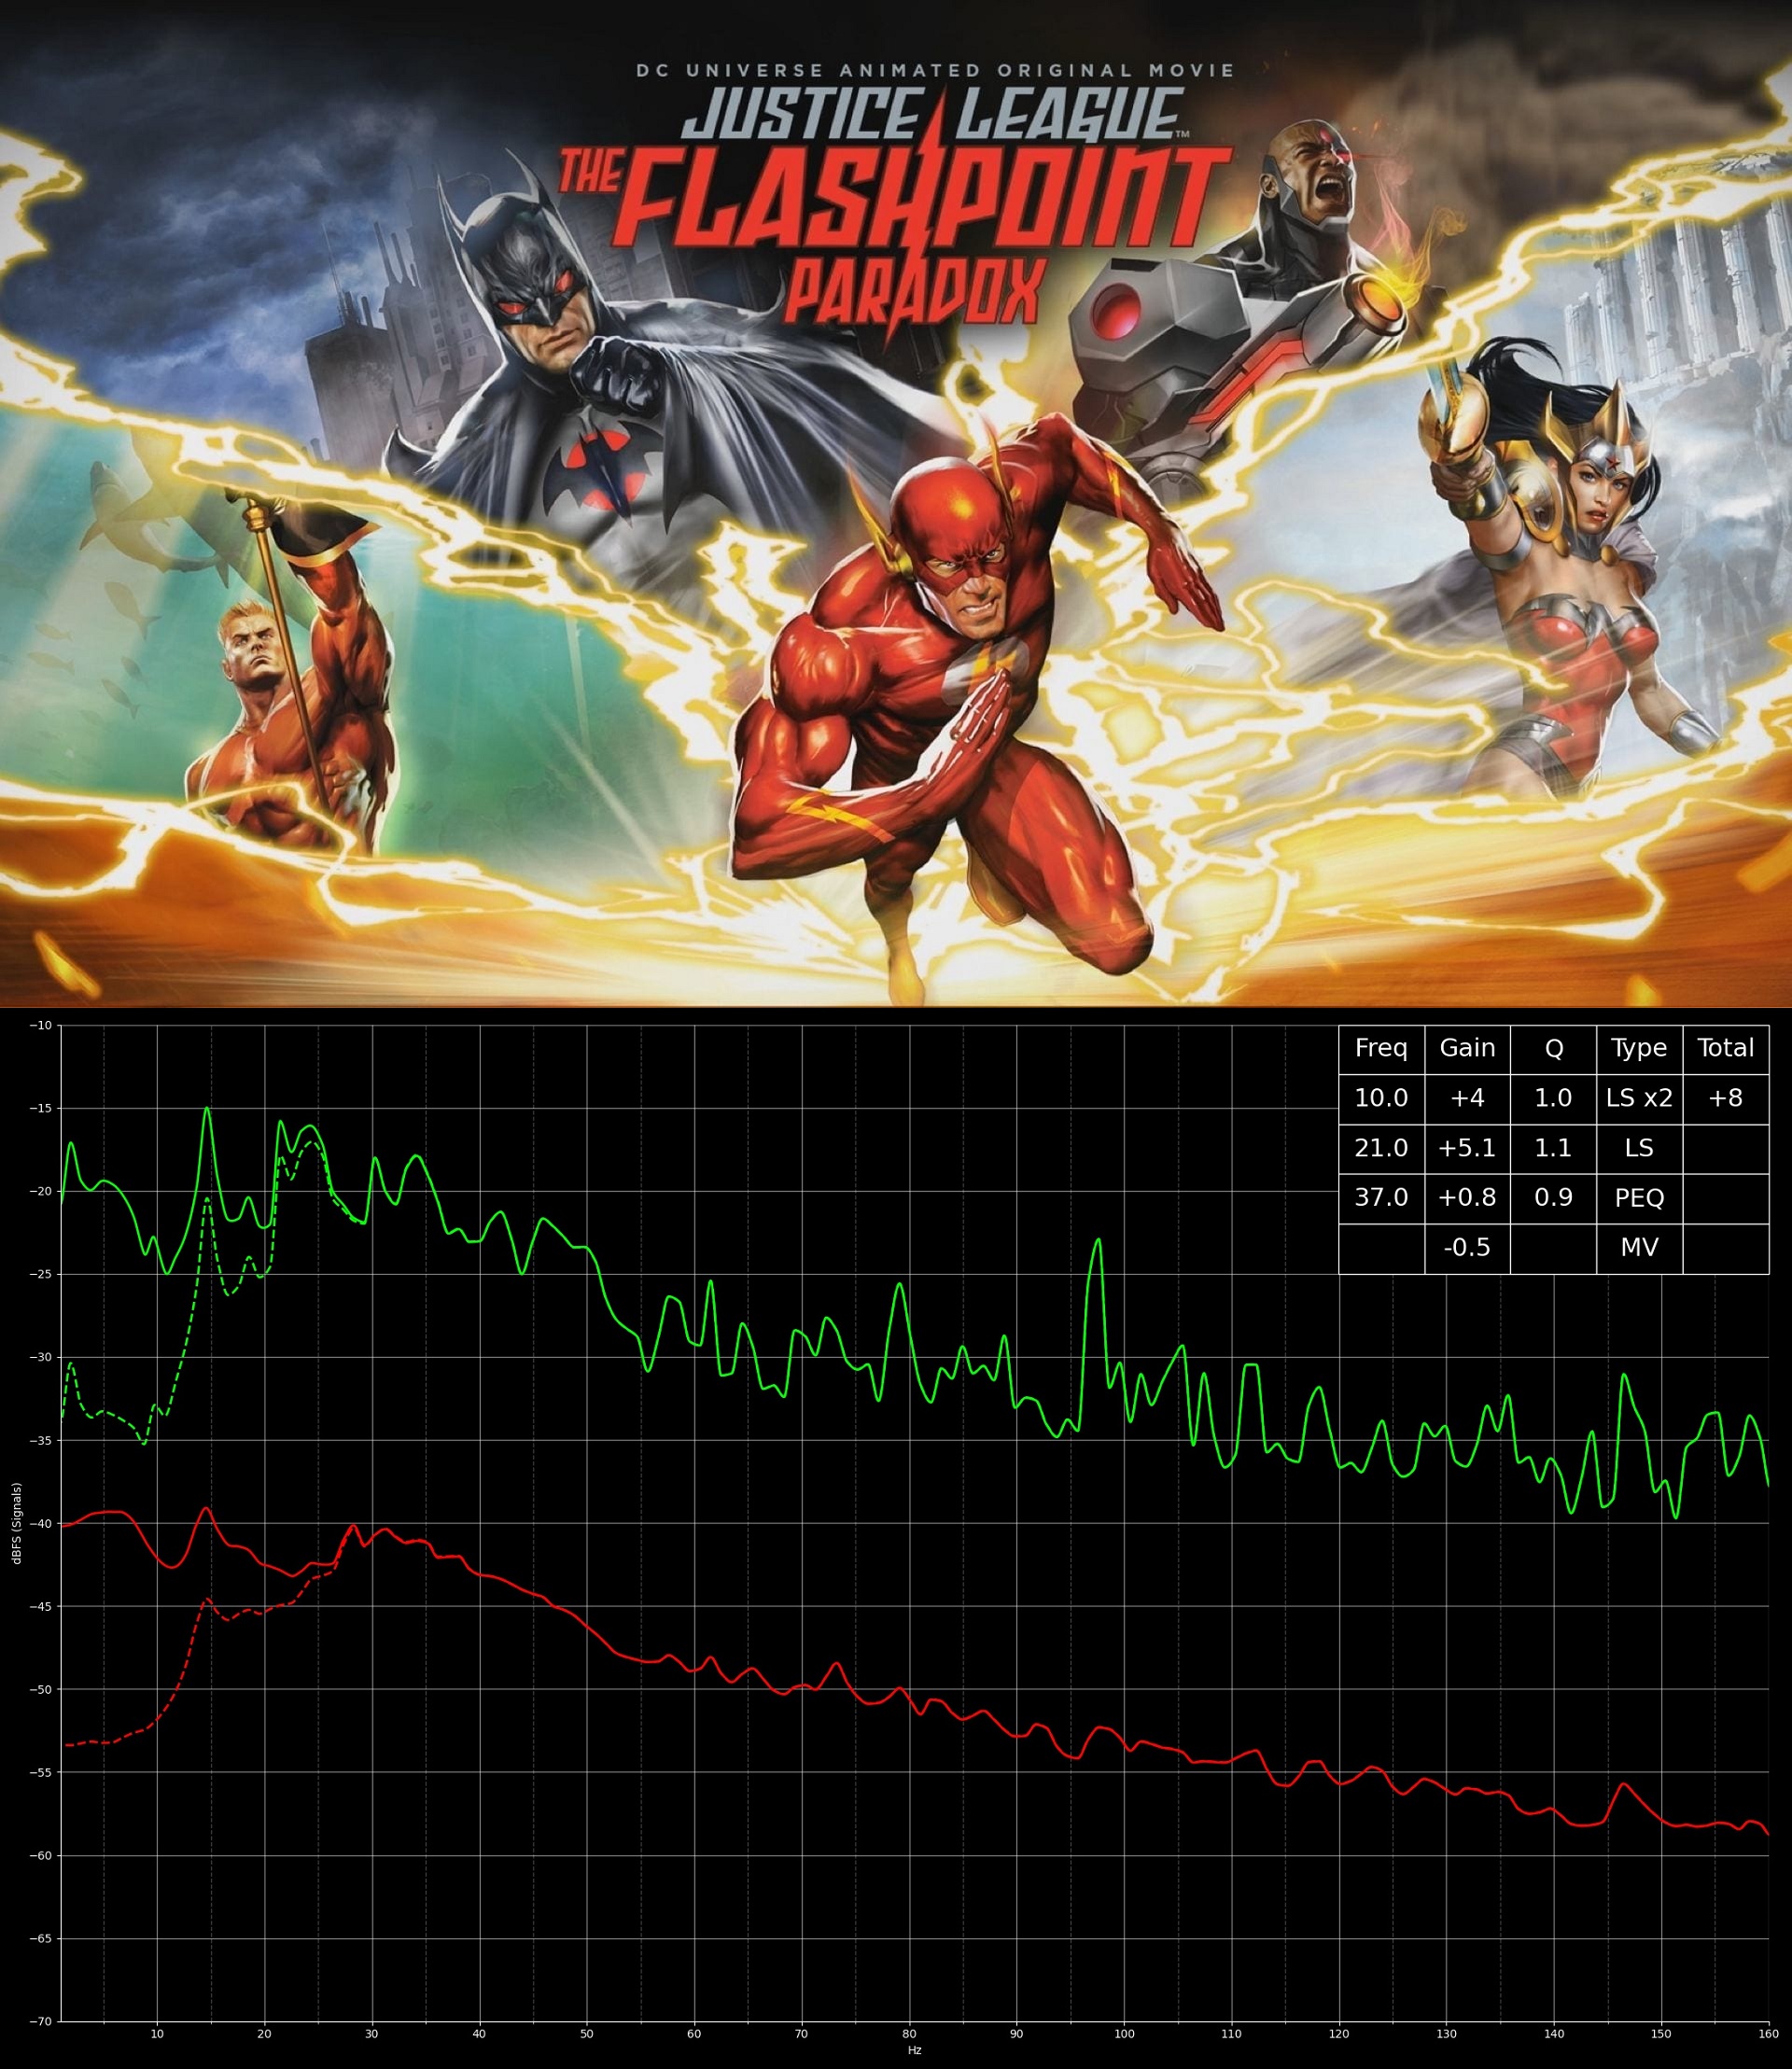 DC UNIVERSE ANIMATED ORIGINAL MOVIE
JUSTICE LEAGUE™
THE FLASHPOINT
PARADOX
Freq Gain Q Type Total
10.0 +4 1.0 LS x2 +8
21.0 +5.1 1.1 LS
37.0 +0.8 0.9 PEQ
-0.5 MV
−10
−15
−20
−25
−30
−35
−40
−45
−50
−55
−60
−65
−70
dBFS (Signals)
10 20 30 40 50 60 70 80 90 100 110 120 130 140 150 160
Hz